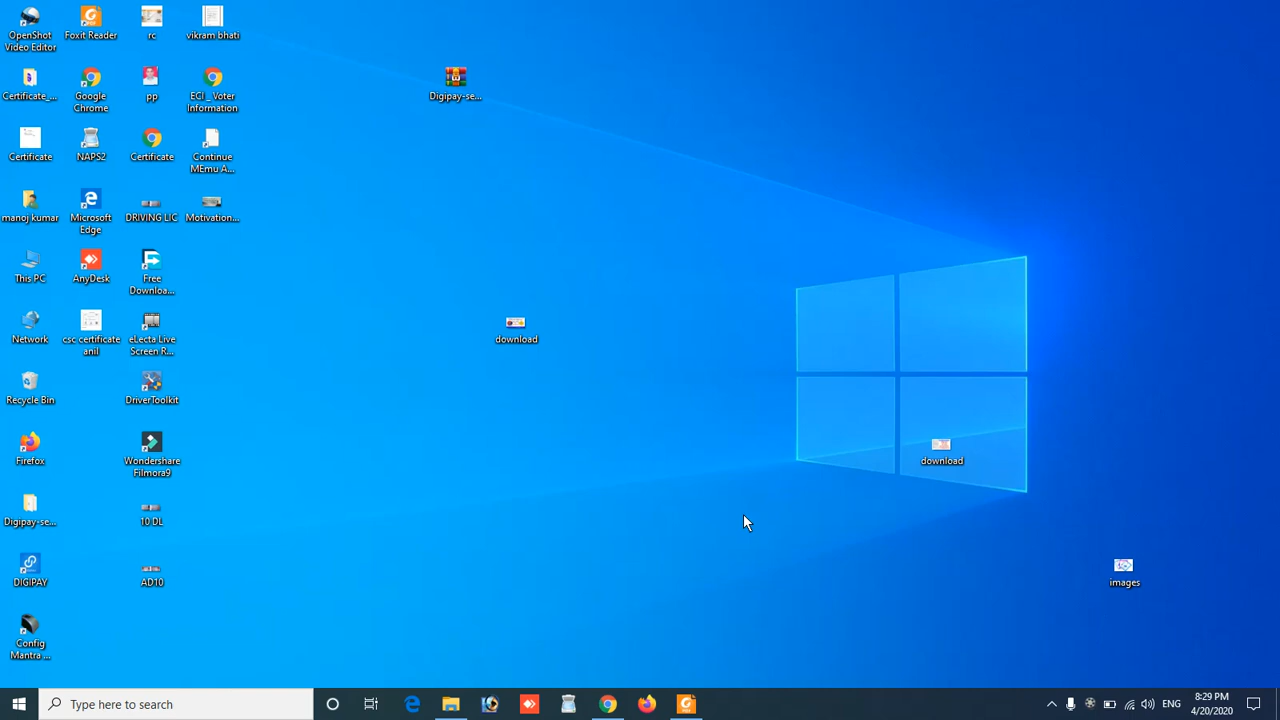 OpenShot
Video Editor
Foxit Reader
rc
vikram bhati
Certificate_...
Google
Chrome
pp
ECI _ Voter
Information
Digipay-se...
Certificate
NAPS2
Certificate
Continue
MEmu A...
manoj kumar
Microsoft
Edge
DRIVING LIC
Motivation...
This PC
AnyDesk
Free
Downloa...
Network
csc certificate
anil
eLecta Live
Screen R...
download
Recycle Bin
DriverToolkit
Firefox
Wondershare
Filmora9
download
Digipay-se...
10 DL
DIGIPAY
AD10
images
Config
Mantra ...
Type here to search
ENG
8:29 PM
4/20/2020